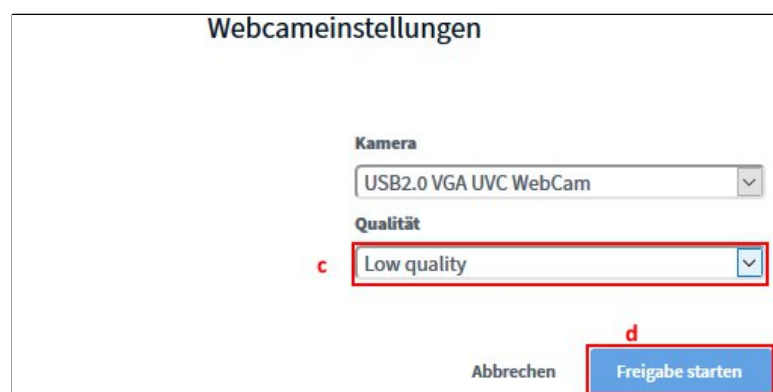 Webcameinstellungen
Kamera
USB2.0 VGA UVC WebCam
Qualität
c Low quality
d
Abbrechen Freigabe starten